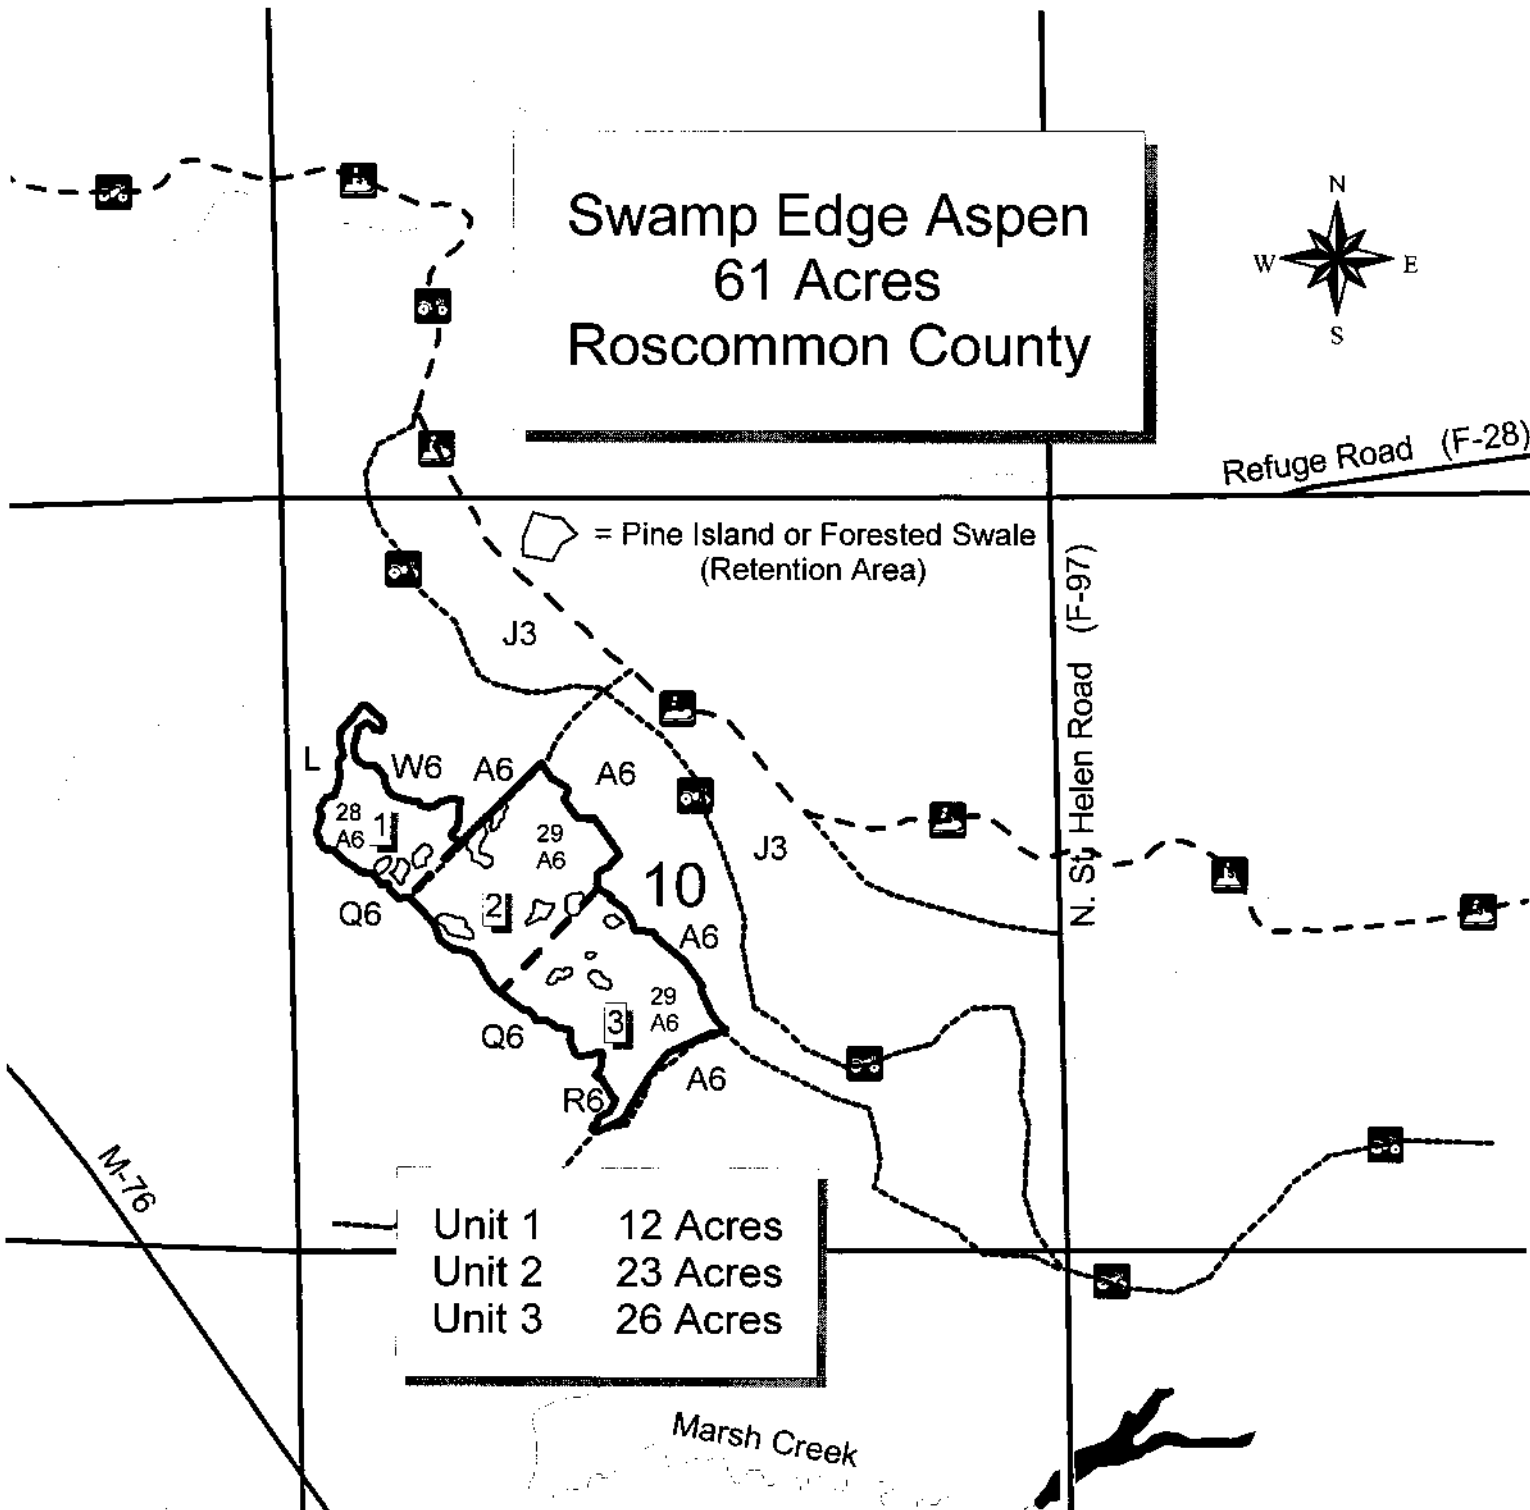 Swamp Edge Aspen
61 Acres
Roscommon County
N
W
E
S
Refuge Road (F-28)
= Pine Island or Forested Swale
(Retention Area)
N. St. Helen Road (F-97)
J3
L
W6
A6
A6
28
A6
1
29
A6
J3
10
Q6
2
A6
29
A6
3
Q6
A6
R6
M-76
Unit 1 12 Acres
Unit 2 23 Acres
Unit 3 26 Acres
Marsh Creek